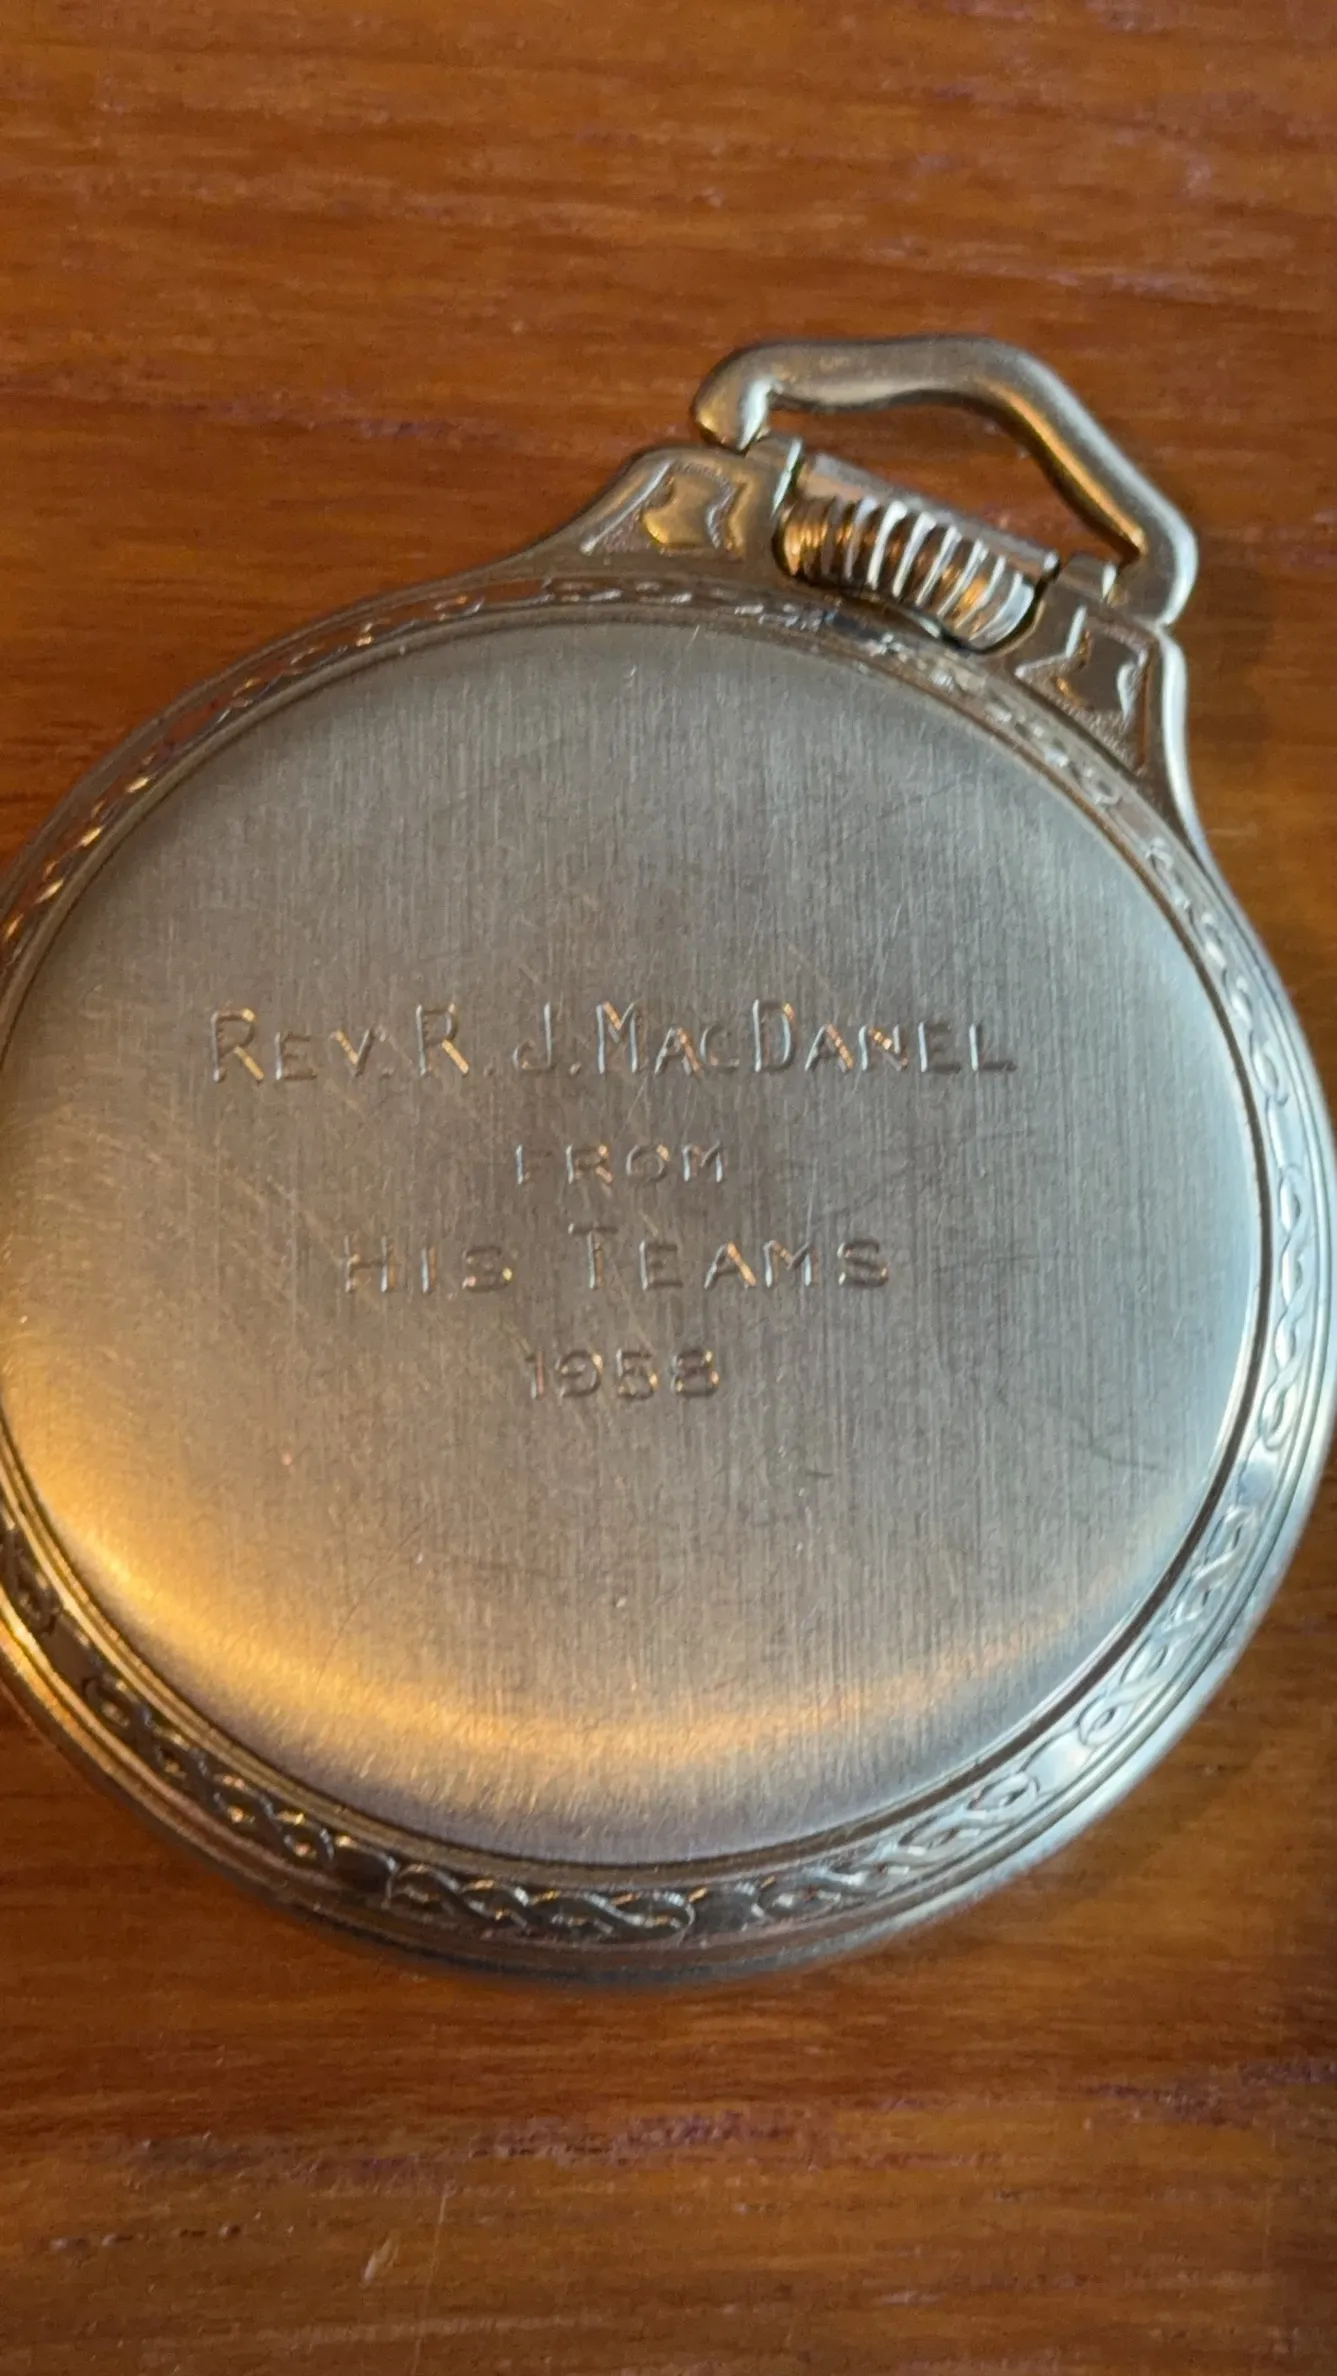 REV. R. J. MACDANEL
FROM
HIS TEAMS
1958